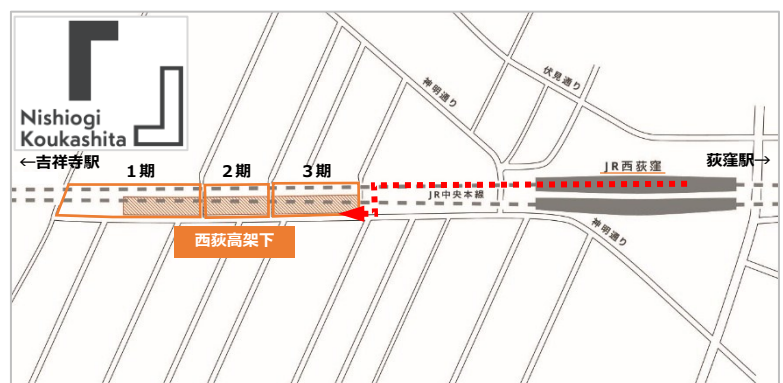 Nishiogi
Koukashita
←吉祥寺駅
1期
2期
3期
神明通り
伏見通り
JR西荻窪
荻窪駅→
JR中央本線
西荻高架下
神明通り